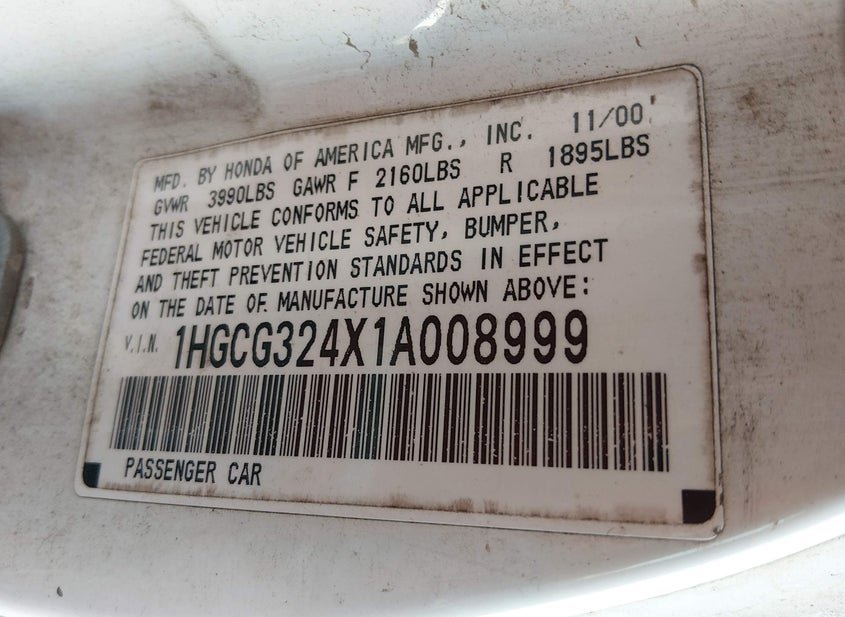 MFD. BY HONDA OF AMERICA MFG., INC. 11/00
GVWR 3990LBS GAWR F 2160LBS R 1895LBS
THIS VEHICLE CONFORMS TO ALL APPLICABLE
FEDERAL MOTOR VEHICLE SAFETY, BUMPER,
AND THEFT PREVENTION STANDARDS IN EFFECT
ON THE DATE OF MANUFACTURE SHOWN ABOVE:
V.I.N. 1HGCG324X1A008999
PASSENGER CAR